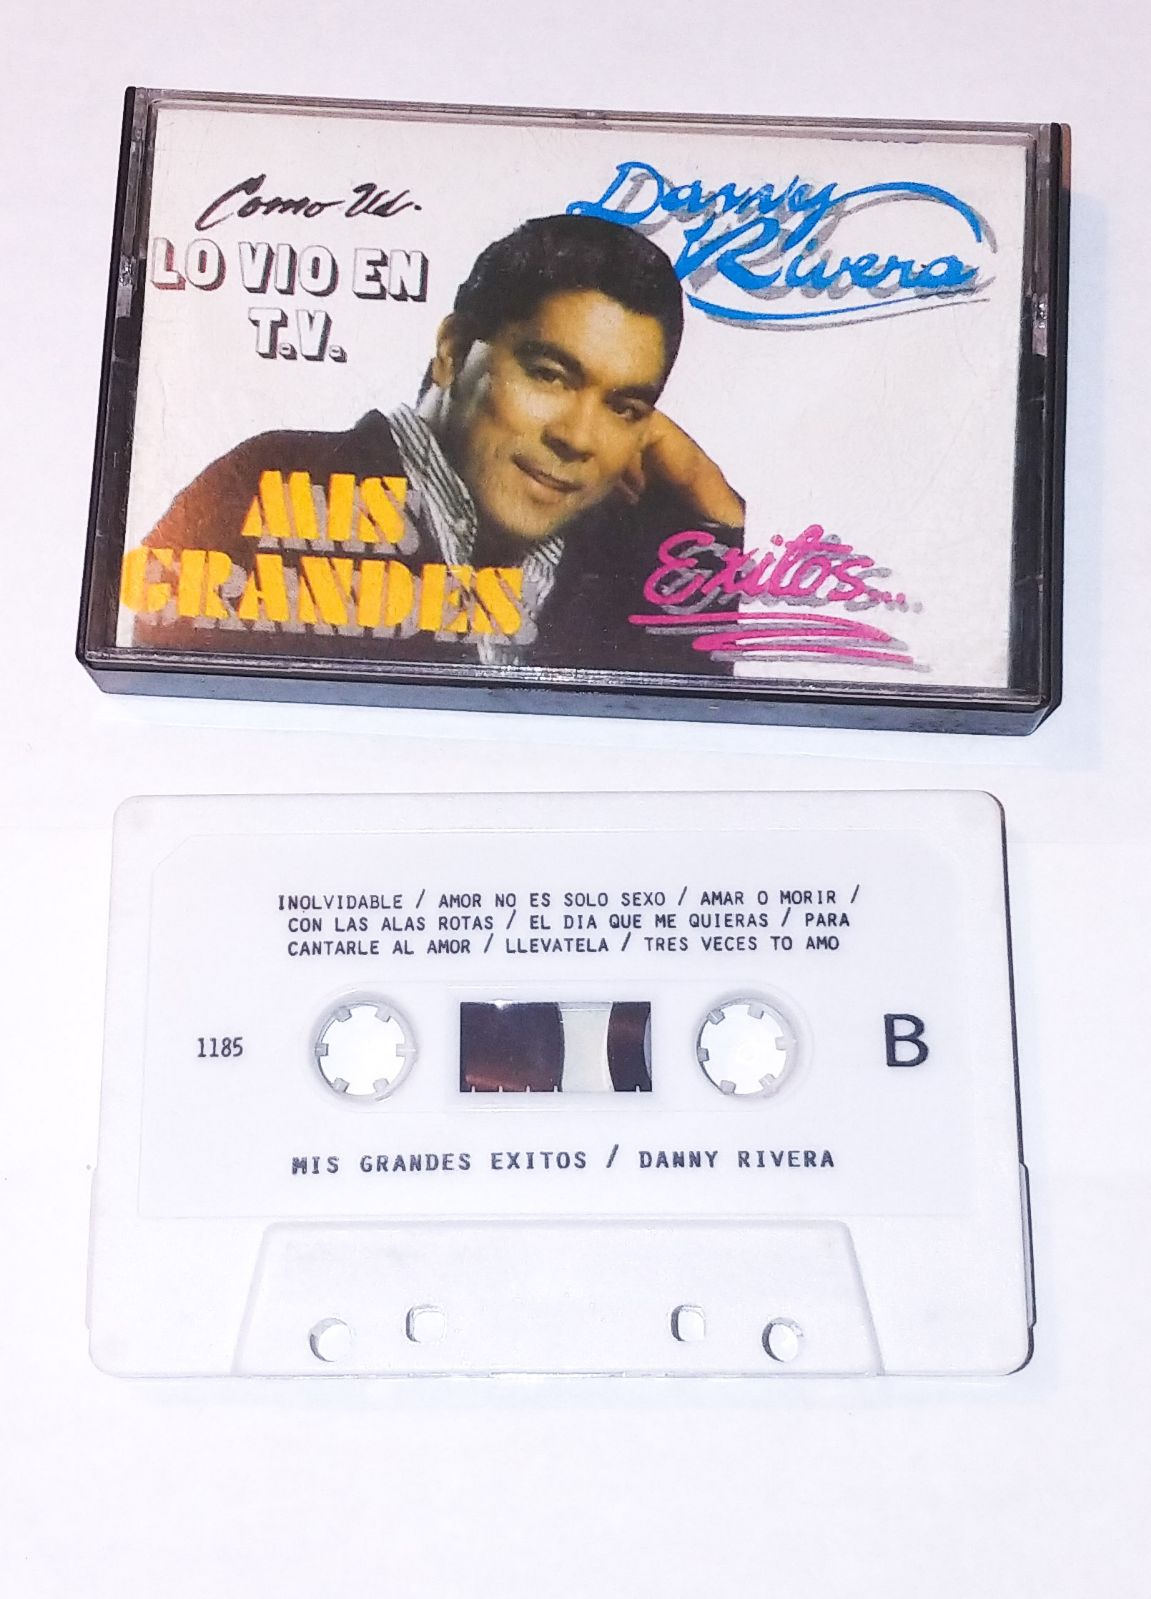 Como Ud.
LO VIO EN
T.V.
Danny
Rivera
MIS
GRANDES
Exitos...
INOLVIDABLE / AMOR NO ES SOLO SEXO / AMAR O MORIR /
CON LAS ALAS ROTAS / EL DIA QUE ME QUIERAS / PARA
CANTARLE AL AMOR / LLEVATELA / TRES VECES TO AMO
1185
B
MIS GRANDES EXITOS / DANNY RIVERA